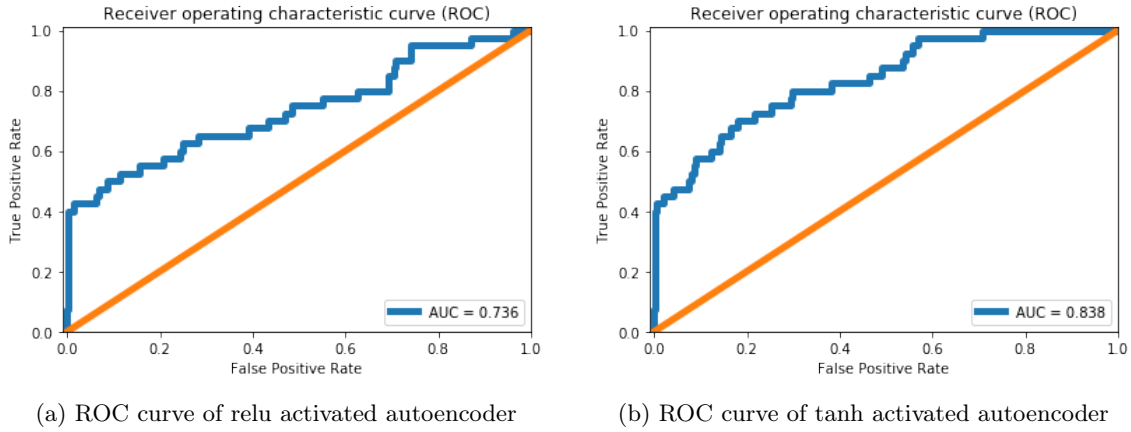 Receiver operating characteristic curve (ROC)
1.0
0.8
0.6
0.4
0.2
0.0
True Positive Rate
AUC = 0.736
0.0 0.2 0.4 0.6 0.8 1.0
False Positive Rate
(a) ROC curve of relu activated autoencoder
Receiver operating characteristic curve (ROC)
1.0
0.8
0.6
0.4
0.2
0.0
True Positive Rate
AUC = 0.838
0.0 0.2 0.4 0.6 0.8 1.0
False Positive Rate
(b) ROC curve of tanh activated autoencoder